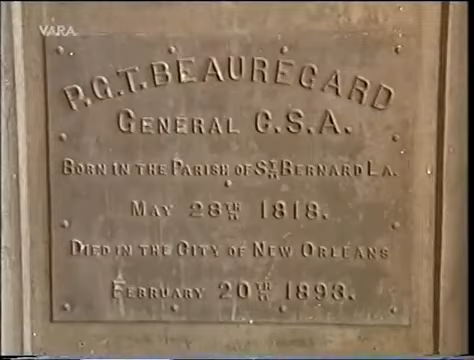 VARA
P.G.T. BEAUREGARD
GENERAL C.S.A.
BORN IN THE PARISH OF ST BERNARD LA.
MAY 28TH 1818.
DIED IN THE CITY OF NEW ORLEANS
FEBRUARY 20TH 1893.